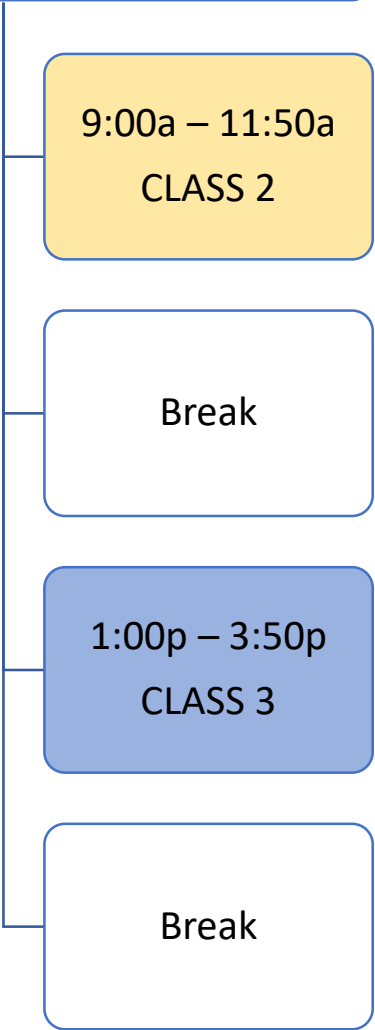 9:00a – 11:50a
CLASS 2
Break
1:00p – 3:50p
CLASS 3
Break